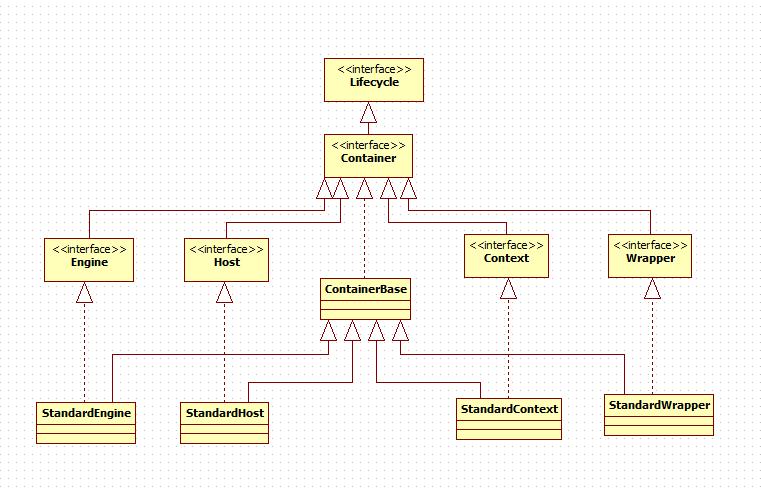 <<interface>>
Lifecycle
<<interface>>
Container
<<interface>>
Engine
<<interface>>
Host
<<interface>>
Context
<<interface>>
Wrapper
ContainerBase
StandardEngine
StandardHost
StandardContext
StandardWrapper